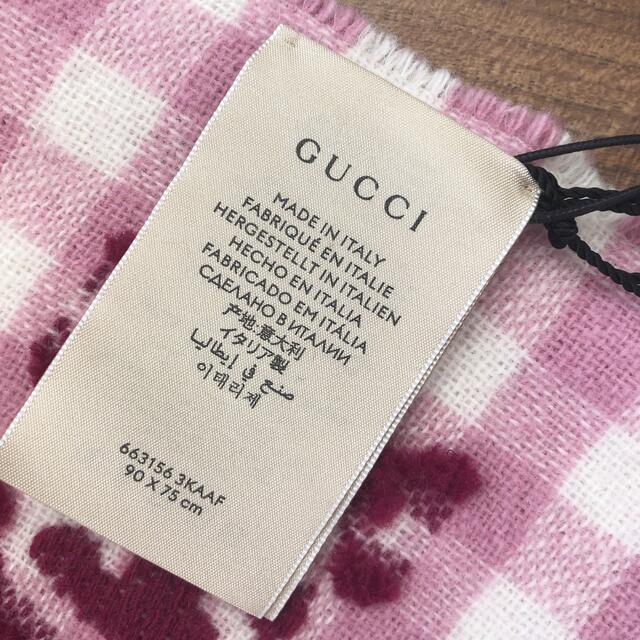 GUCCI
MADE IN ITALY
FABRIQUÉ EN ITALIE
HERGESTELLT IN ITALIEN
HECHO EN ITALIA
FABRICADO EM ITÁLIA
СДЕЛАНО В ИТАЛИИ
产地:意大利
イタリア製
صنع في إيطاليا
이태리제
663156 3KAAF
90 X 75 cm